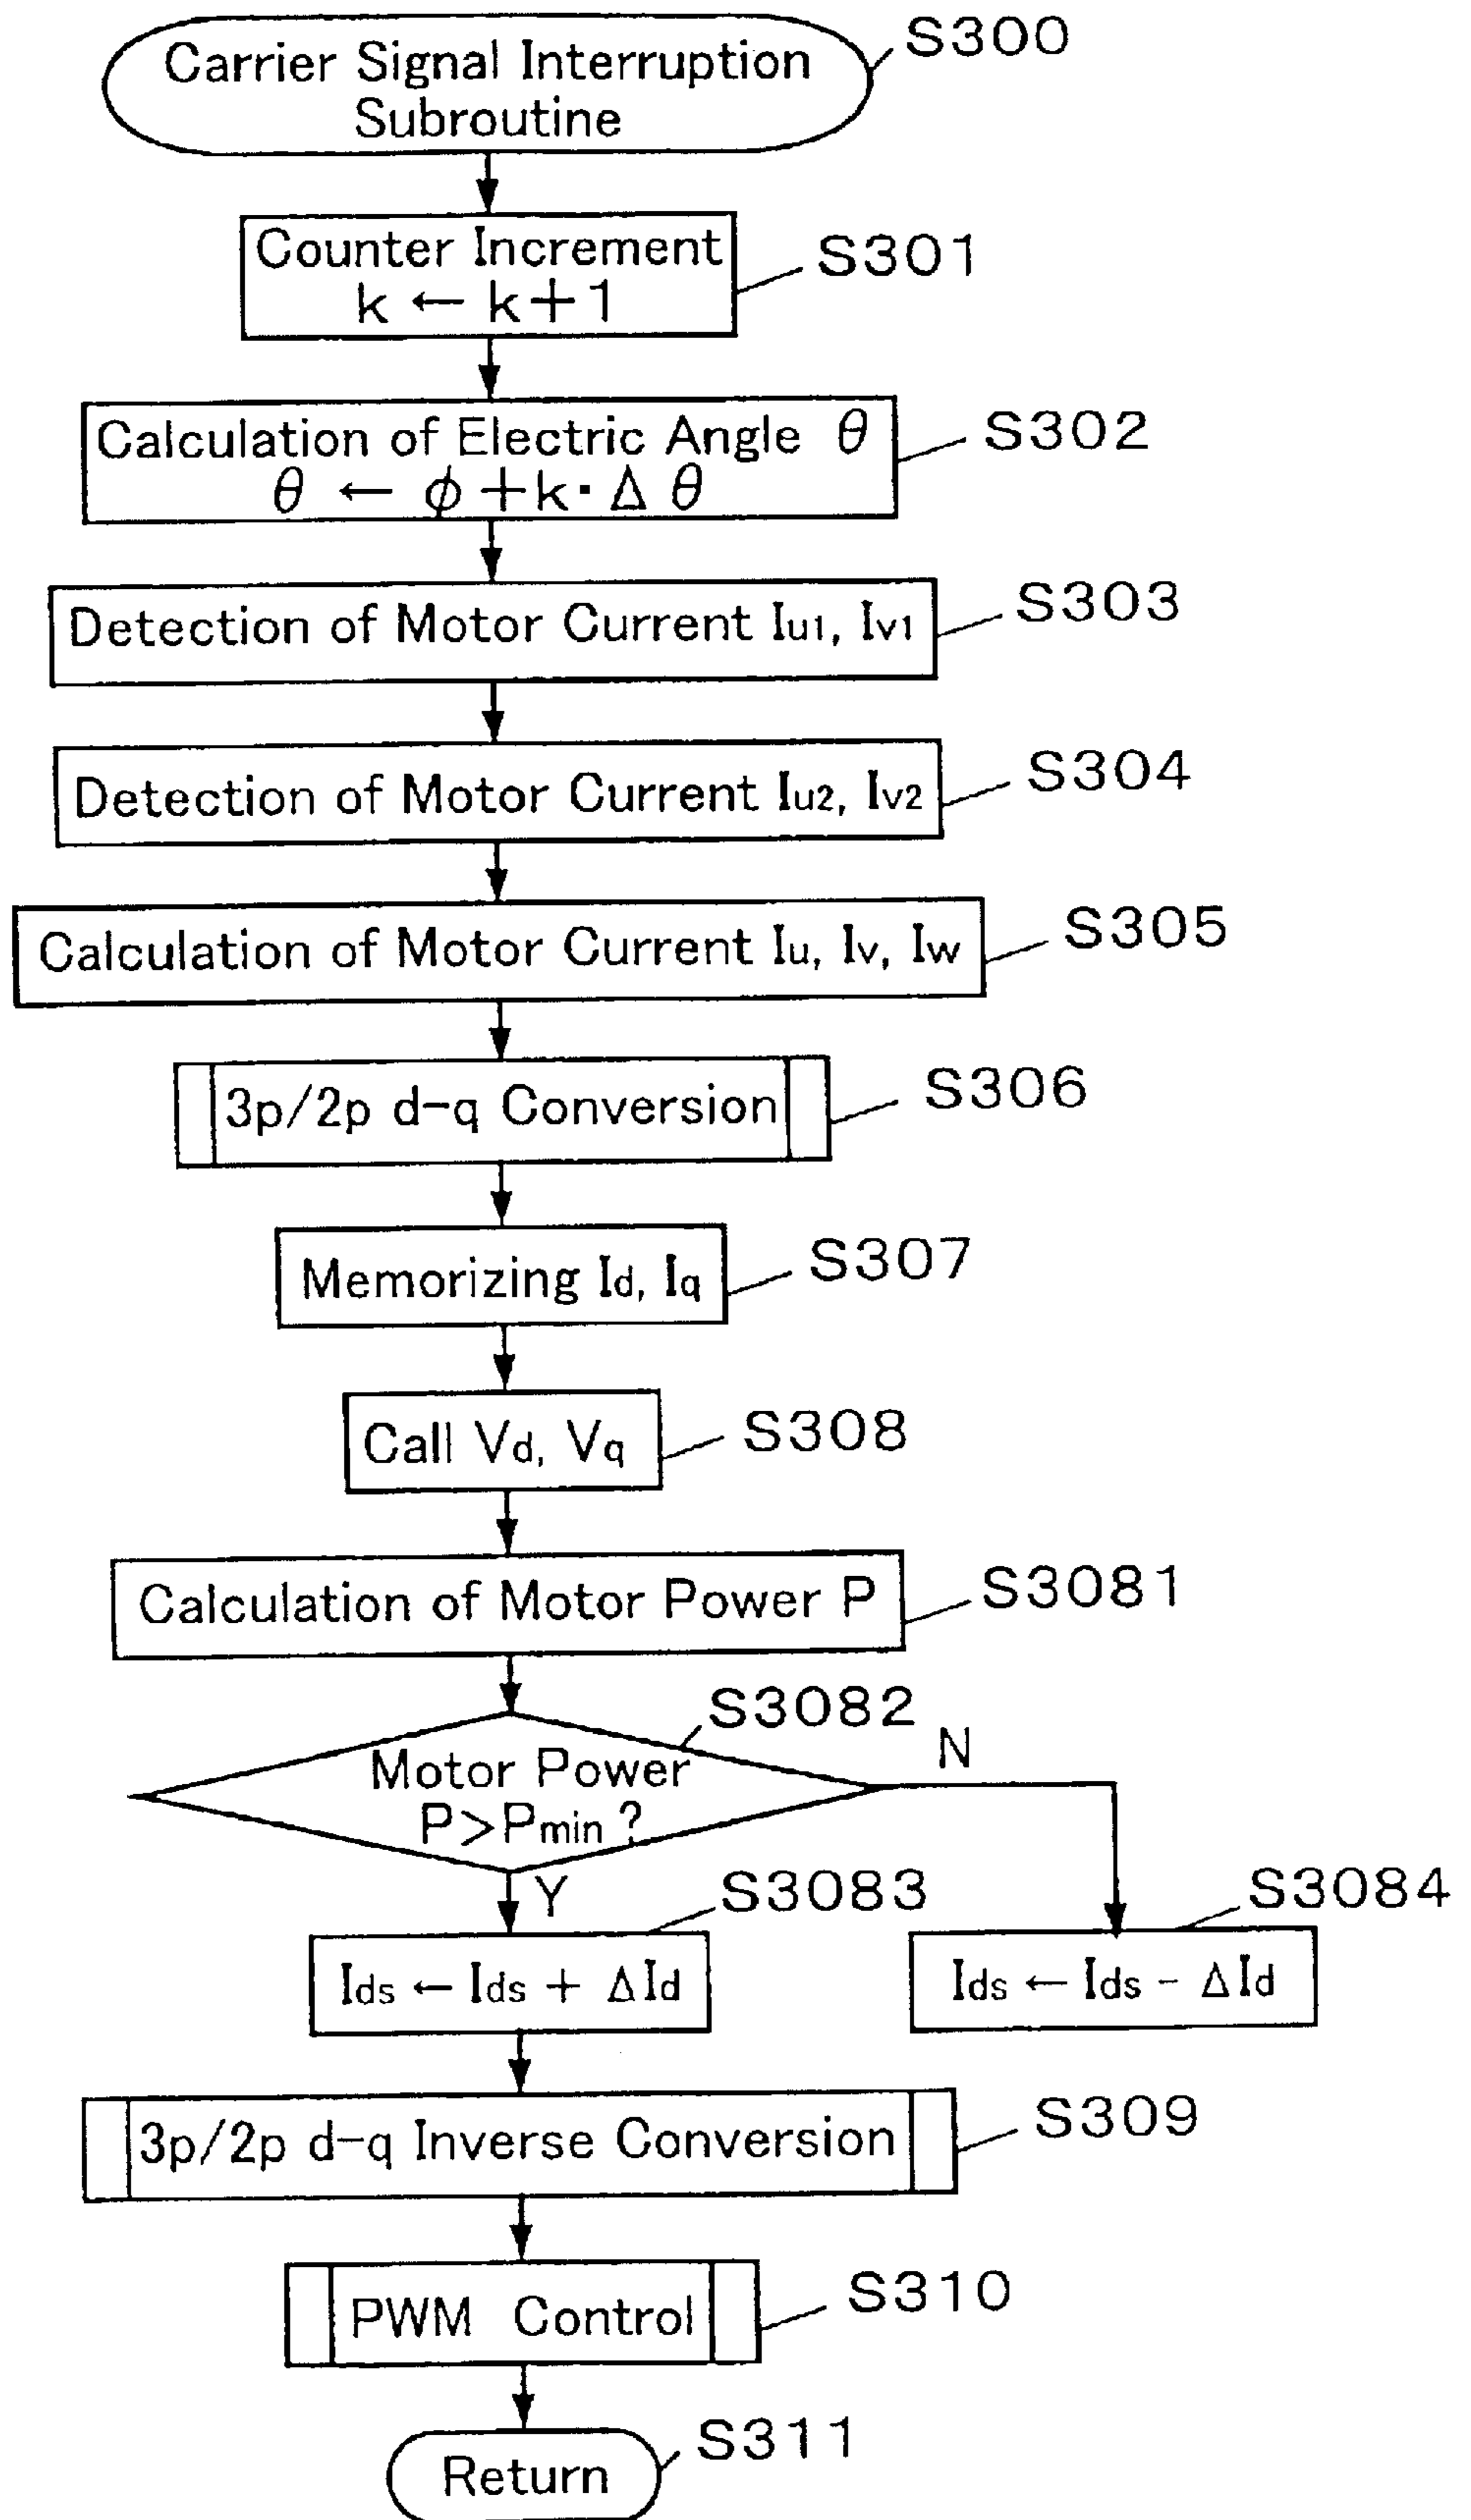 Carrier Signal Interruption
Subroutine
S300
Counter Increment
k ← k+1
S301
Calculation of Electric Angle θ
θ ← φ+k·Δθ
S302
Detection of Motor Current Iu1, Iv1
S303
Detection of Motor Current Iu2, Iv2
S304
Calculation of Motor Current Iu, Iv, Iw
S305
3p/2p d-q Conversion
S306
Memorizing Id, Iq
S307
Call Vd, Vq
S308
Calculation of Motor Power P
S3081
Motor Power
P>Pmin?
S3082
N
Y
Ids ← Ids + ΔId
S3083
Ids ← Ids - ΔId
S3084
3p/2p d-q Inverse Conversion
S309
PWM Control
S310
Return
S311